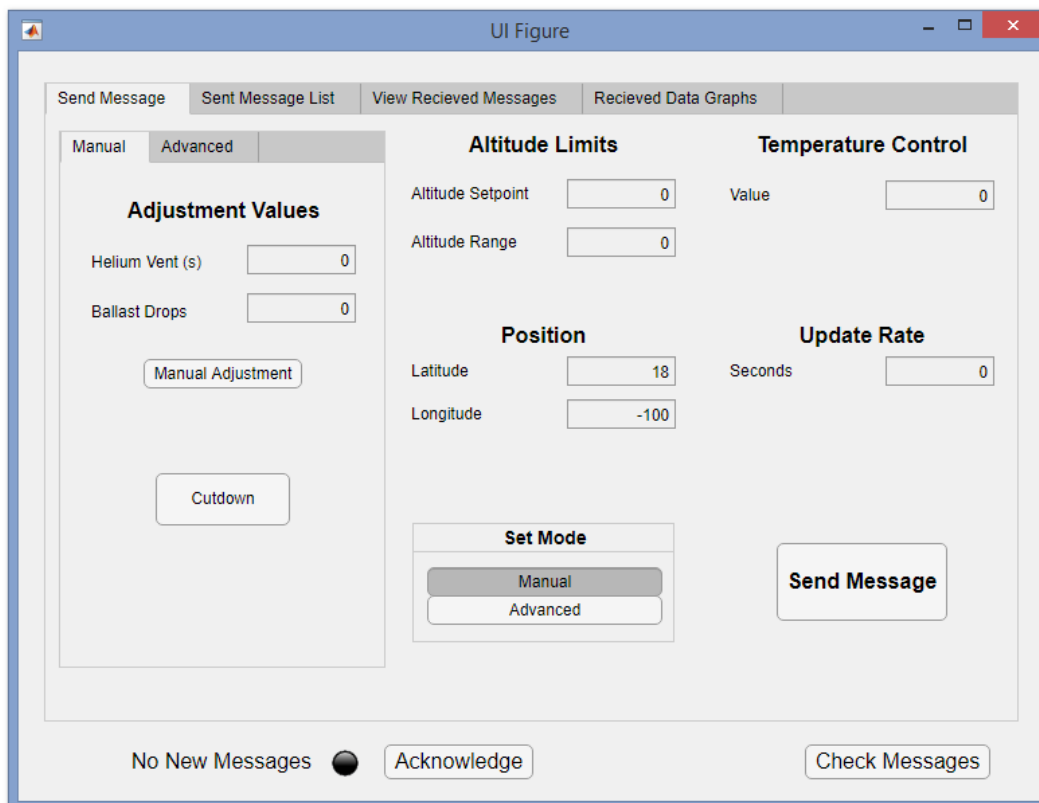 UI Figure
Send Message
Sent Message List
View Recieved Messages
Recieved Data Graphs
Manual
Advanced
Adjustment Values
Helium Vent (s)
0
Ballast Drops
0
Manual Adjustment
Cutdown
Altitude Limits
Altitude Setpoint
0
Altitude Range
0
Temperature Control
Value
0
Position
Latitude
18
Longitude
-100
Update Rate
Seconds
0
Set Mode
Manual
Advanced
Send Message
No New Messages
Acknowledge
Check Messages